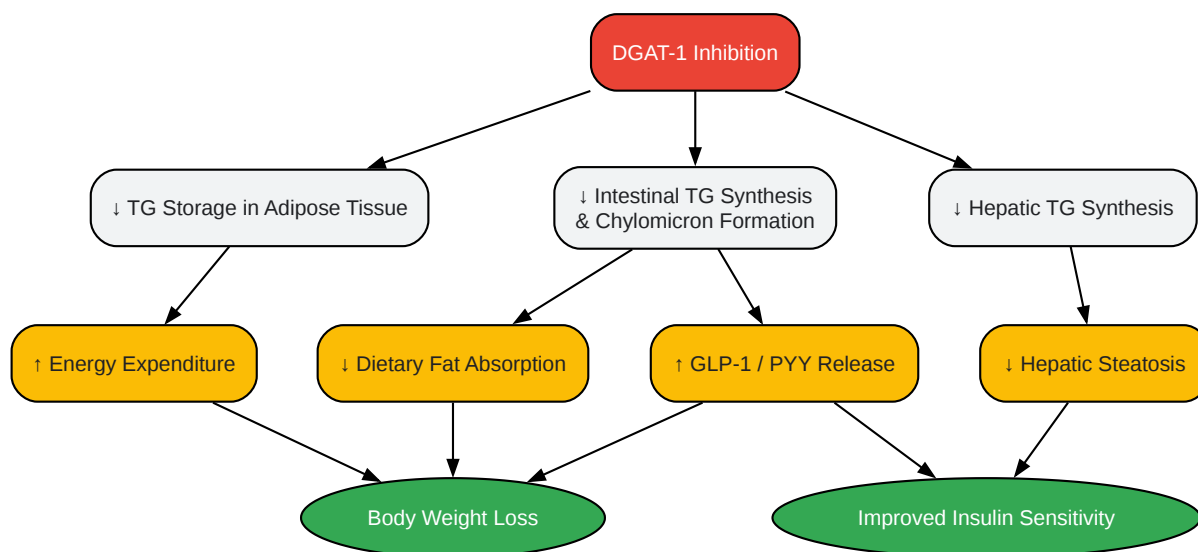 DGAT-1 Inhibition
↓ TG Storage in Adipose Tissue
↓ Intestinal TG Synthesis
& Chylomicron Formation
↓ Hepatic TG Synthesis
↑ Energy Expenditure
↓ Dietary Fat Absorption
↑ GLP-1 / PYY Release
↓ Hepatic Steatosis
Body Weight Loss
Improved Insulin Sensitivity